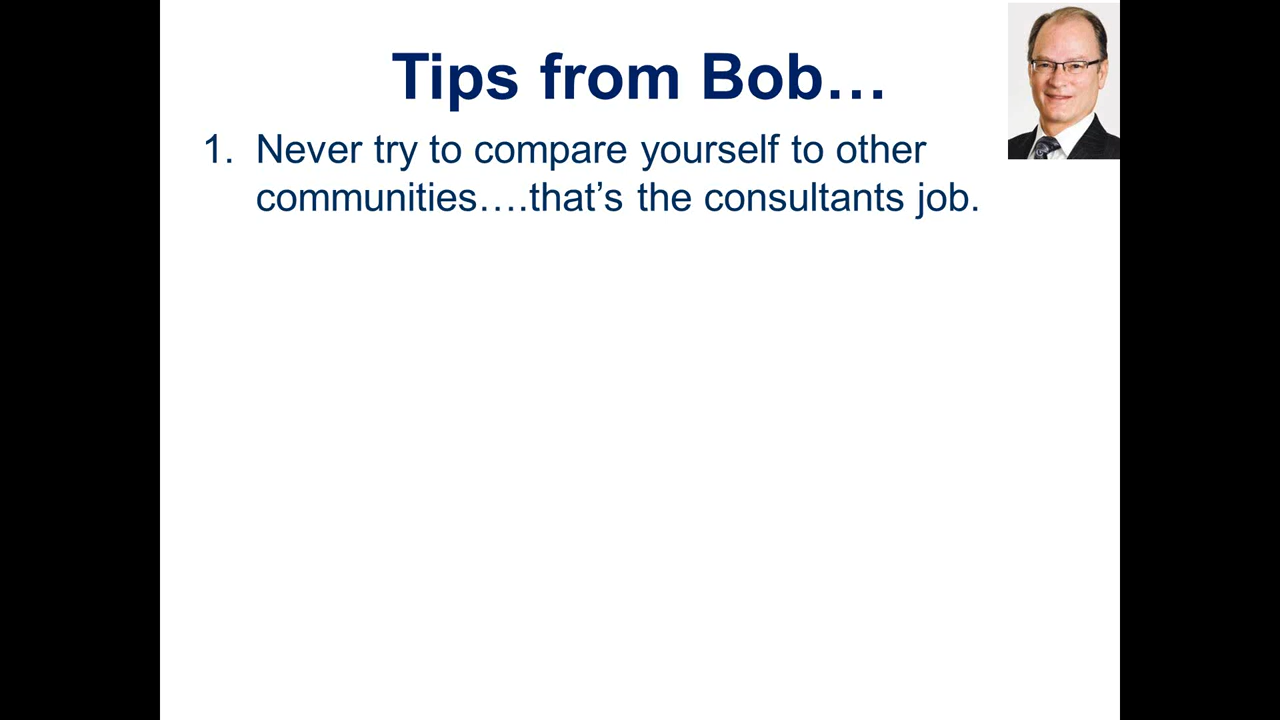 Tips from Bob…
1. Never try to compare yourself to other
communities….that’s the consultants job.